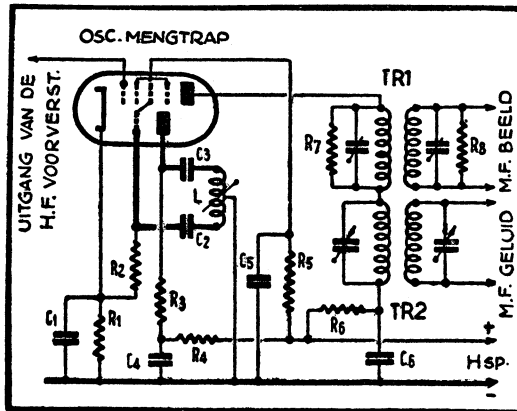 OSC. MENGTRAP
UITGANG VAN DE
H.F. VOORVERST.
TR1
R7
R8
M.F. BEELD
C3
L
C2
R2
R3
C5
R5
M.F. GELUID
TR2
R6
C1
R1
C4
R4
C6
+
HSP.
-